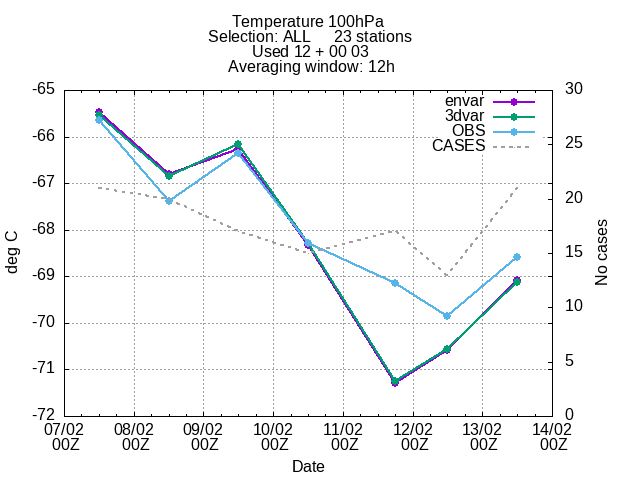 Temperature 100hPa
Selection: ALL      23 stations
Used 12 + 00 03
Averaging window: 12h
-65
-66
-67
-68
-69
-70
-71
-72
deg C
30
25
20
15
10
5
0
No cases
envar
3dvar
OBS
CASES
07/02 08/02 09/02 10/02 11/02 12/02 13/02 14/02
00Z 00Z 00Z 00Z 00Z 00Z 00Z 00Z
Date